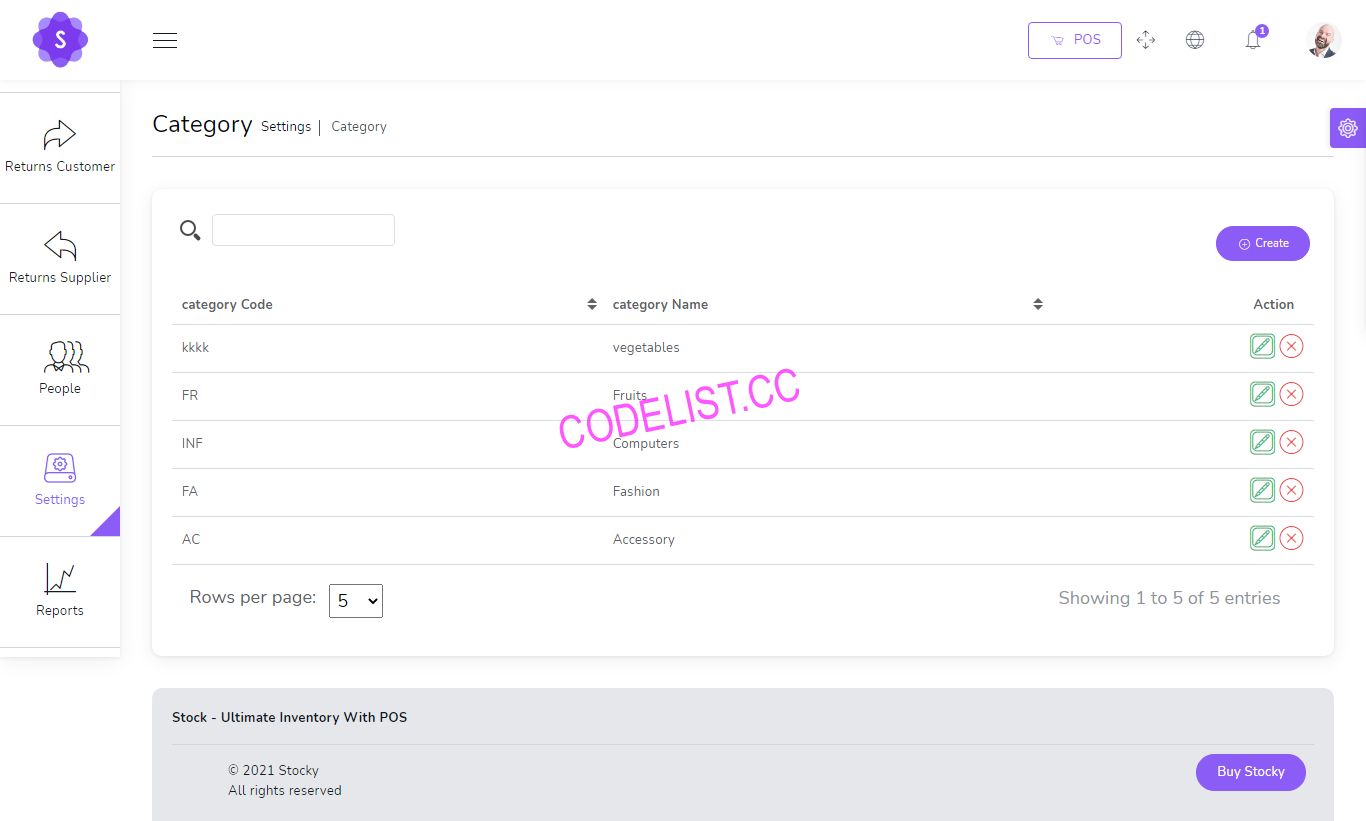 S
POS
1
Category Settings | Category
Returns Customer
Returns Supplier
People
Settings
Reports
Create
category Code category Name Action
kkkk vegetables
FR Fruits
INF Computers
FA Fashion
AC Accessory
CODELIST.CC
Rows per page: 5 Showing 1 to 5 of 5 entries
Stock - Ultimate Inventory With POS
© 2021 Stocky
All rights reserved
Buy Stocky